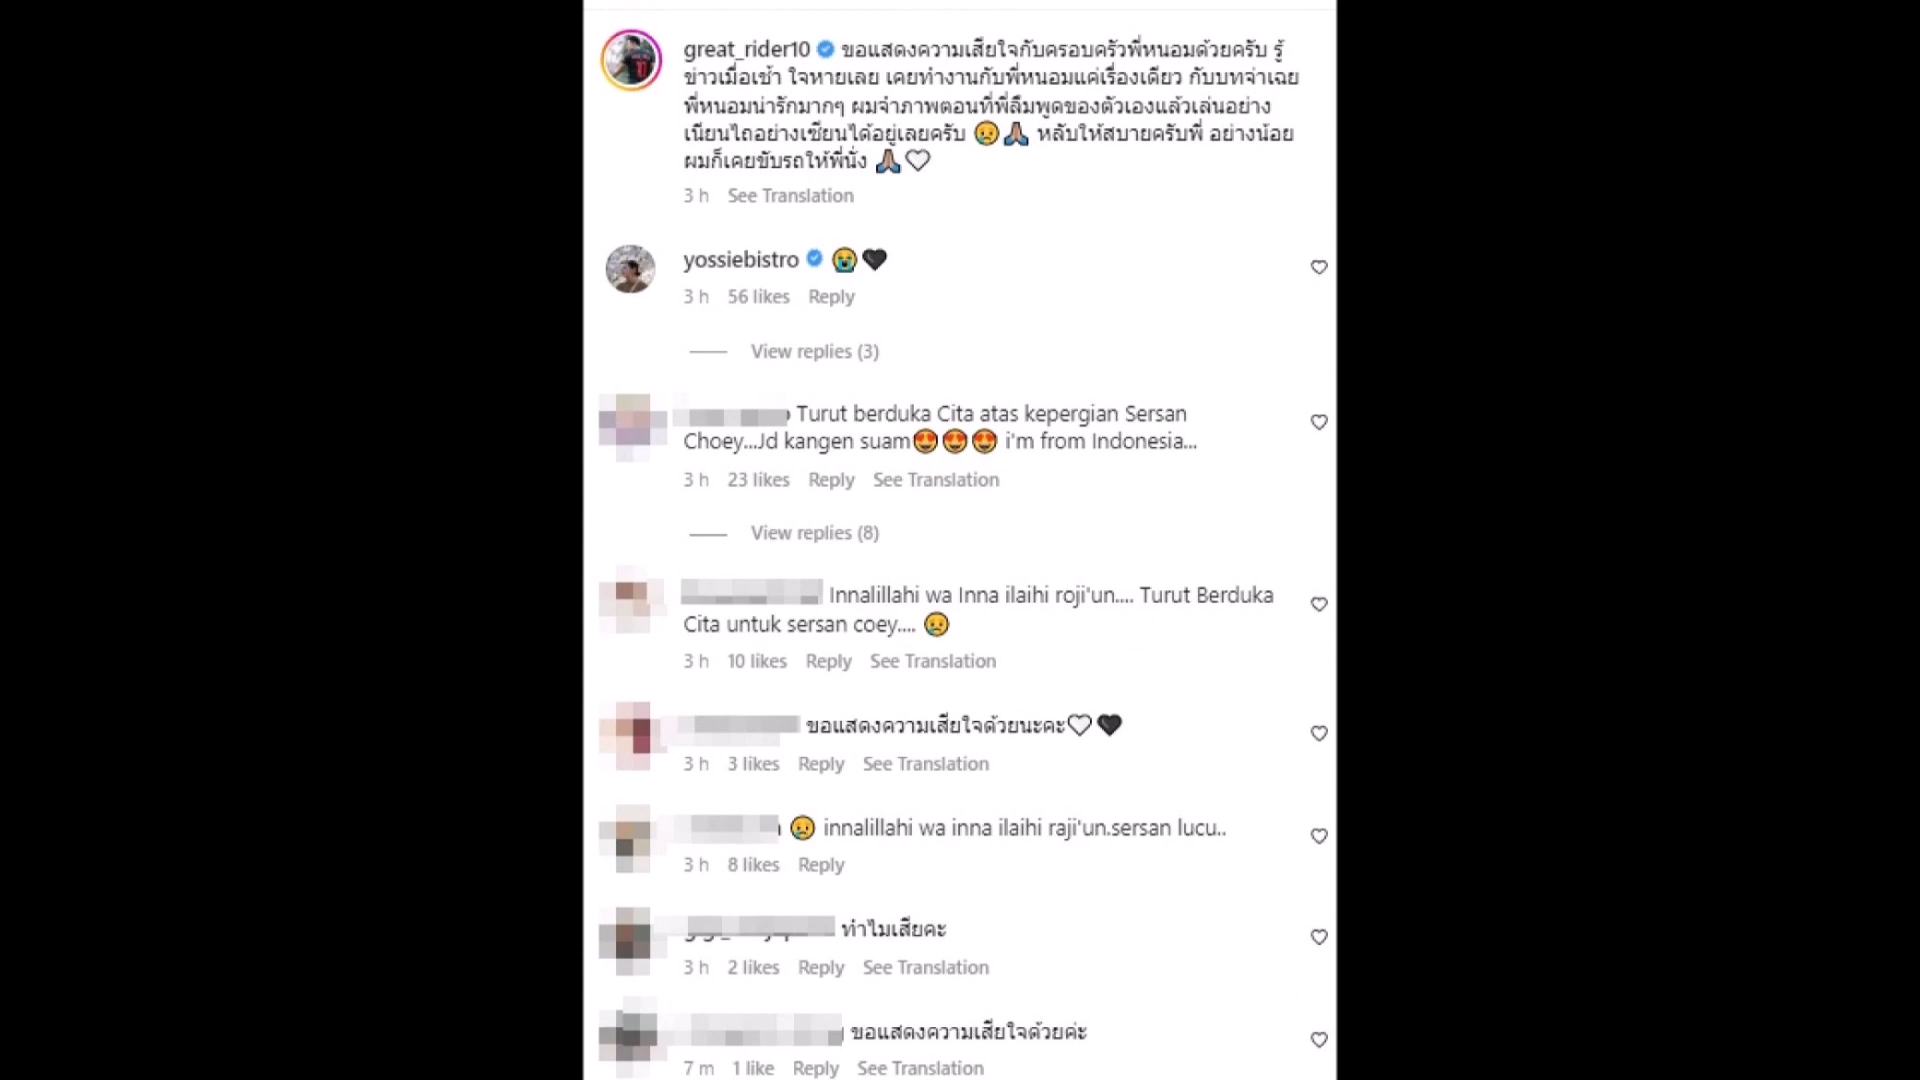 great_rider10 ขอแสดงความเสียใจกับครอบครัวพี่หนอมด้วยครับ รู้
ข่าวเมื่อเช้า ใจหายเลย เคยทำงานกับพี่หนอมแค่เรื่องเดียว กับบทจ่าเฉย
พี่หนอมน่ารักมากๆ ผมจำภาพตอนที่พี่ลืมพูดของตัวเองแล้วเล่นอย่าง
เนียนไถอย่างเซียนได้อยู่เลยครับ 😢🙏🏽 หลับให้สบายครับพี่ อย่างน้อย
ผมก็เคยขับรถให้พี่นั่ง 🙏🏽🤍
3 h See Translation
yossiebistro 😭🖤
3 h 56 likes Reply
View replies (3)
Turut berduka Cita atas kepergian Sersan
Choey...Jd kangen suam😍😍😍 i'm from Indonesia...
3 h 23 likes Reply See Translation
View replies (8)
Innalillahi wa Inna ilaihi roji'un.... Turut Berduka
Cita untuk sersan coey.... 😢
3 h 10 likes Reply See Translation
ขอแสดงความเสียใจด้วยนะคะ🤍🖤
3 h 3 likes Reply See Translation
😢 innalillahi wa inna ilaihi raji'un.sersan lucu..
3 h 8 likes Reply
ทำไมเสียคะ
3 h 2 likes Reply See Translation
ขอแสดงความเสียใจด้วยค่ะ
7 m 1 like Reply See Translation